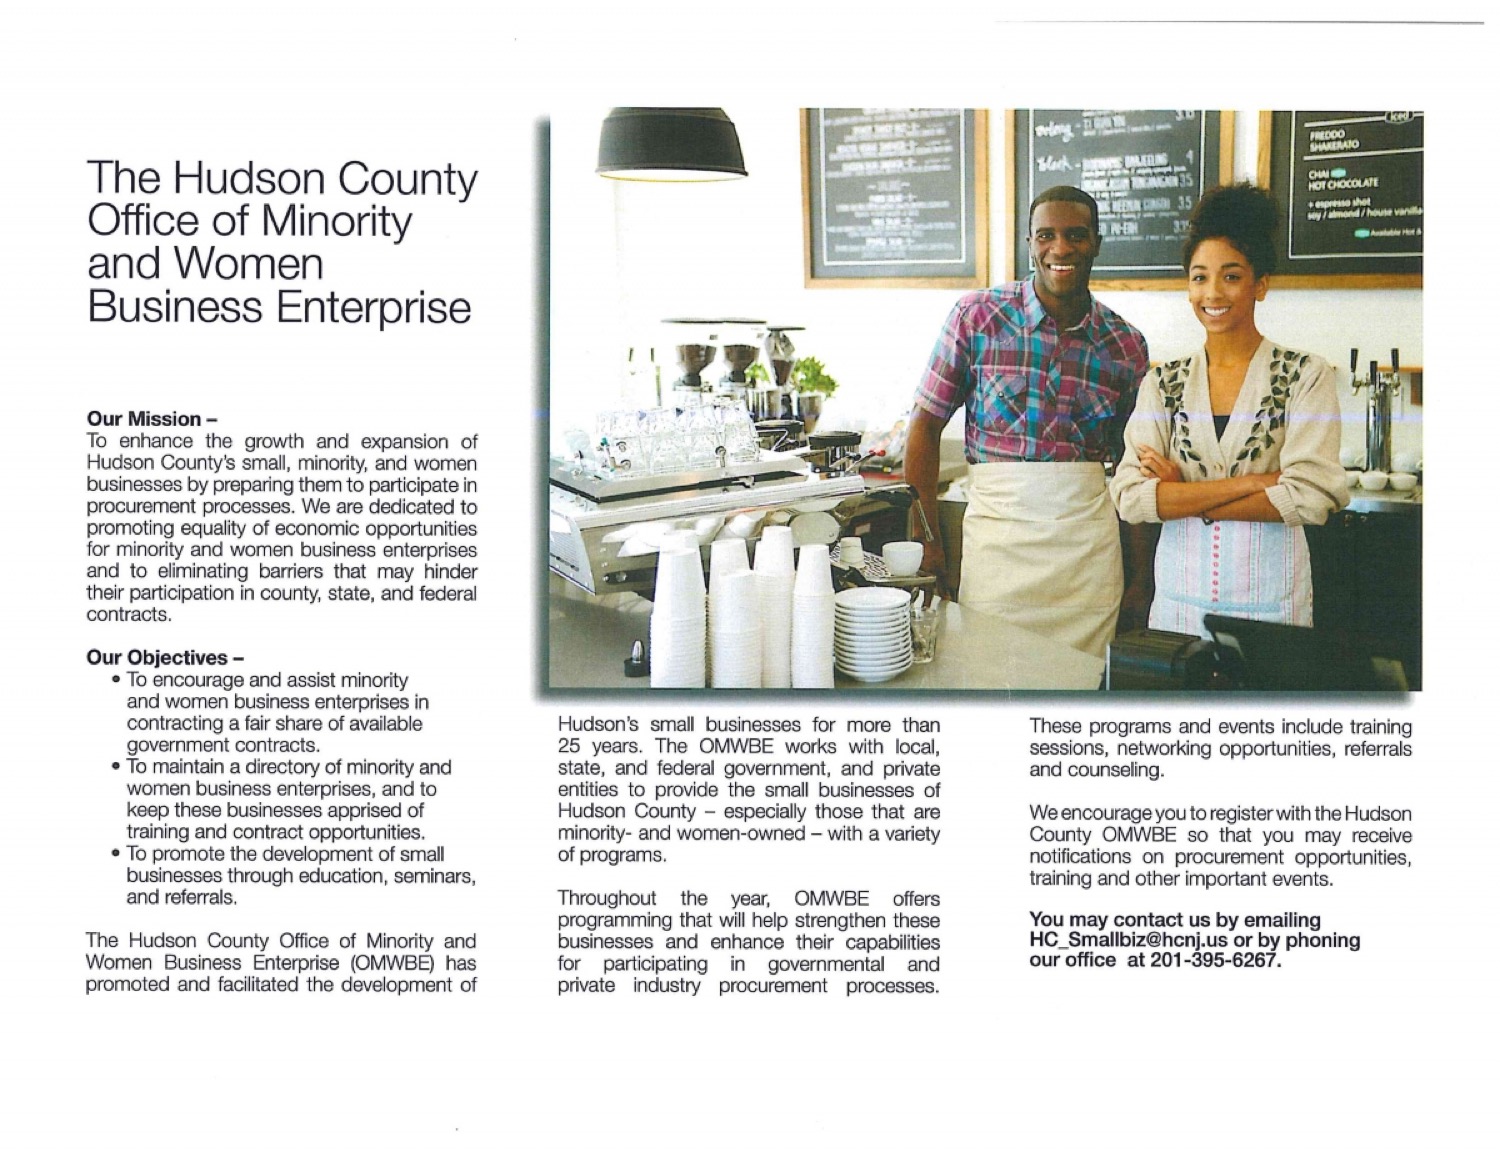 The Hudson County
Office of Minority
and Women
Business Enterprise
Our Mission –
To enhance the growth and expansion of
Hudson County's small, minority, and women
businesses by preparing them to participate in
procurement processes. We are dedicated to
promoting equality of economic opportunities
for minority and women business enterprises
and to eliminating barriers that may hinder
their participation in county, state, and federal
contracts.
Our Objectives –
• To encourage and assist minority
and women business enterprises in
contracting a fair share of available
government contracts.
• To maintain a directory of minority and
women business enterprises, and to
keep these businesses apprised of
training and contract opportunities.
• To promote the development of small
businesses through education, seminars,
and referrals.
The Hudson County Office of Minority and
Women Business Enterprise (OMWBE) has
promoted and facilitated the development of
Hudson's small businesses for more than
25 years. The OMWBE works with local,
state, and federal government, and private
entities to provide the small businesses of
Hudson County – especially those that are
minority- and women-owned – with a variety
of programs.
Throughout the year, OMWBE offers
programming that will help strengthen these
businesses and enhance their capabilities
for participating in governmental and
private industry procurement processes.
These programs and events include training
sessions, networking opportunities, referrals
and counseling.
We encourage you to register with the Hudson
County OMWBE so that you may receive
notifications on procurement opportunities,
training and other important events.
You may contact us by emailing
HC_Smallbiz@hcnj.us or by phoning
our office at 201-395-6267.
Iced
FREDDO
SHAKERATO
CHAI
HOT CHOCOLATE
+ espresso shot
soy / almond / house vanilla
Available Hot &